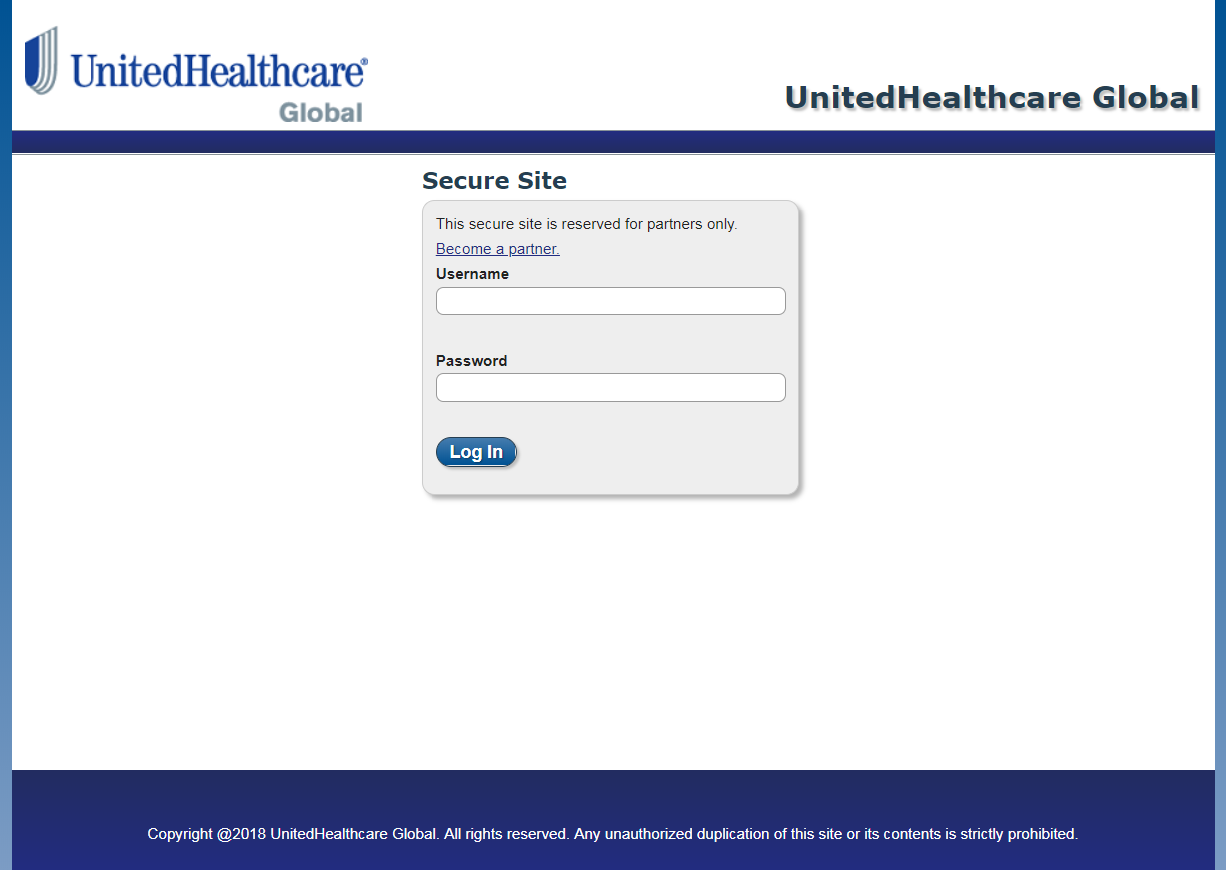 UnitedHealthcare®
Global
UnitedHealthcare Global
Secure Site
This secure site is reserved for partners only.
Become a partner.
Username
Password
Log In
Copyright @2018 UnitedHealthcare Global. All rights reserved. Any unauthorized duplication of this site or its contents is strictly prohibited.